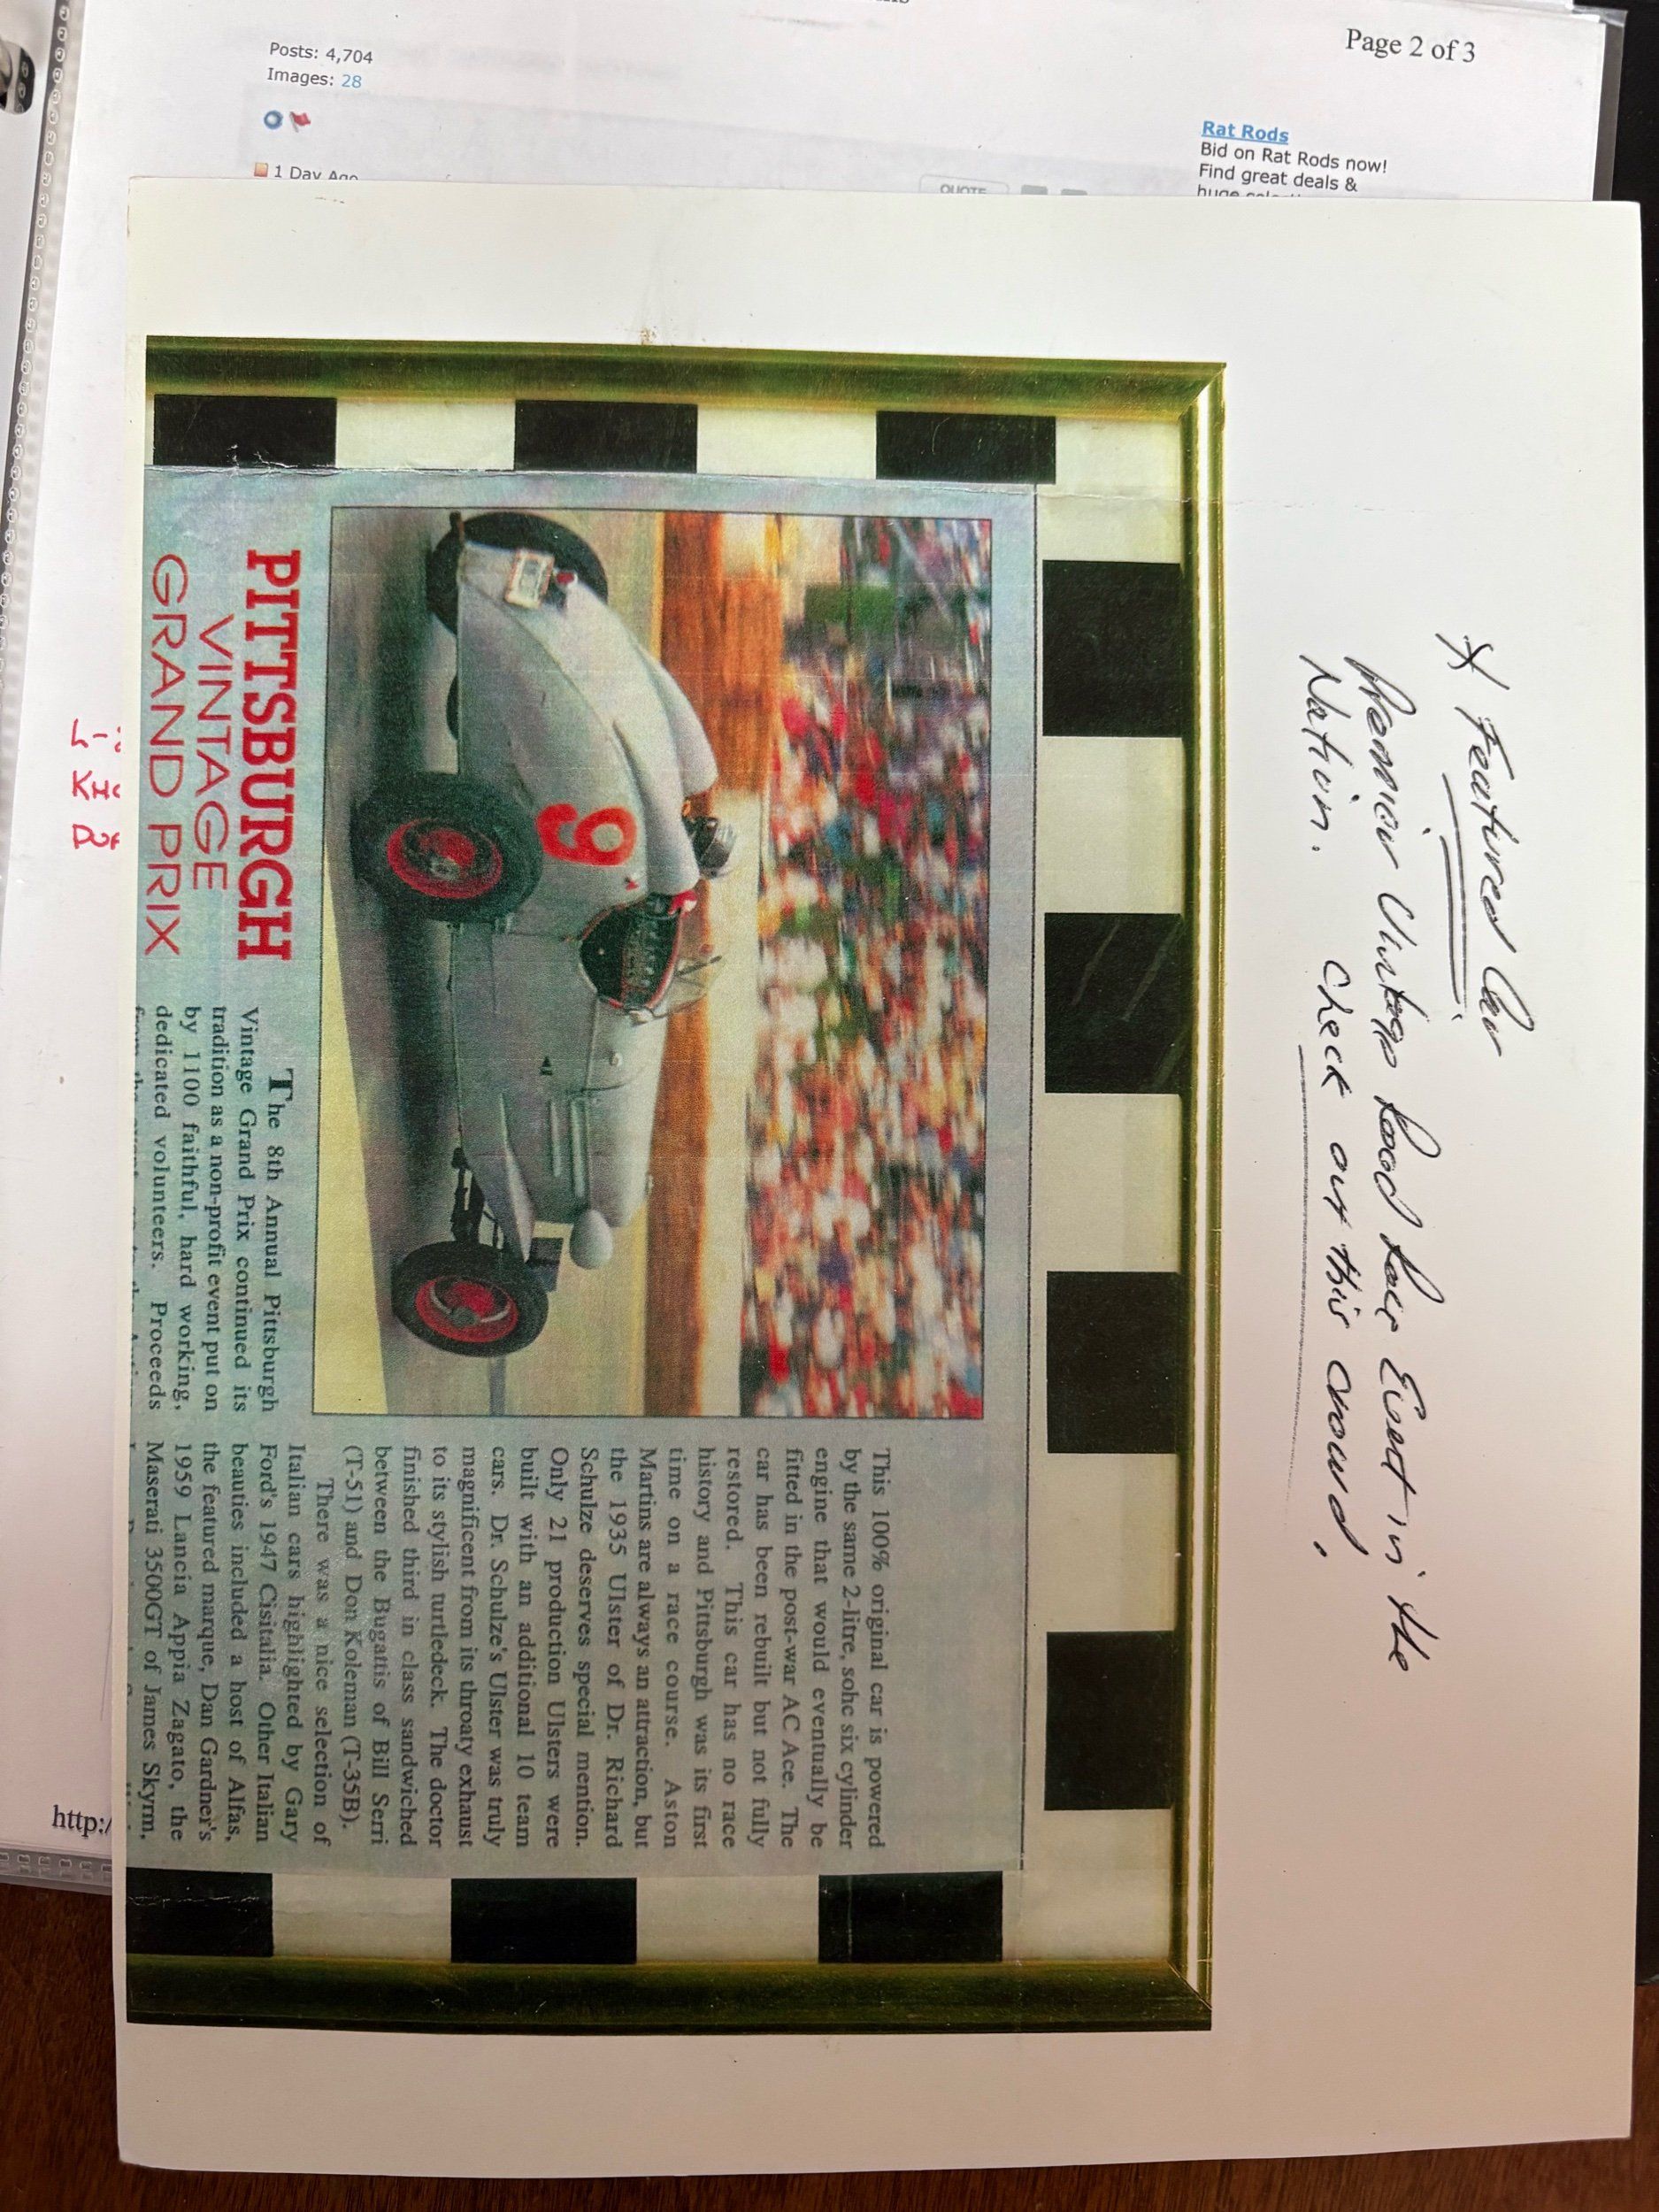 Page 2 of 3
Posts: 4,704
Images: 28
1 Day Ago
QUOTE
Rat Rods
Bid on Rat Rods now!
Find great deals &
* Featured Car
Premier Vintage Road Race Event in the
Nation. Check out this crowd.
9
PITTSBURGH
VINTAGE
GRAND PRIX
The 8th Annual Pittsburgh
Vintage Grand Prix continued its
tradition as a non-profit event put on
by 1100 faithful, hard working,
dedicated volunteers. Proceeds
This 100% original car is powered
by the same 2-litre, sohc six cylinder
engine that would eventually be
fitted in the post-war AC Ace. The
car has been rebuilt but not fully
restored. This car has no race
history and Pittsburgh was its first
time on a race course. Aston
Martins are always an attraction, but
the 1935 Ulster of Dr. Richard
Schulze deserves special mention.
Only 21 production Ulsters were
built with an additional 10 team
cars. Dr. Schulze's Ulster was truly
magnificent from its throaty exhaust
to its stylish turtledeck. The doctor
finished third in class sandwiched
between the Bugattis of Bill Serri
(T-51) and Don Koleman (T-35B).
There was a nice selection of
Italian cars highlighted by Gary
Ford's 1947 Cisitalia. Other Italian
beauties included a host of Alfas,
the featured marque, Dan Gardner's
1959 Lancia Appia Zagato, the
Maserati 3500GT of James Skyrm,
http:/